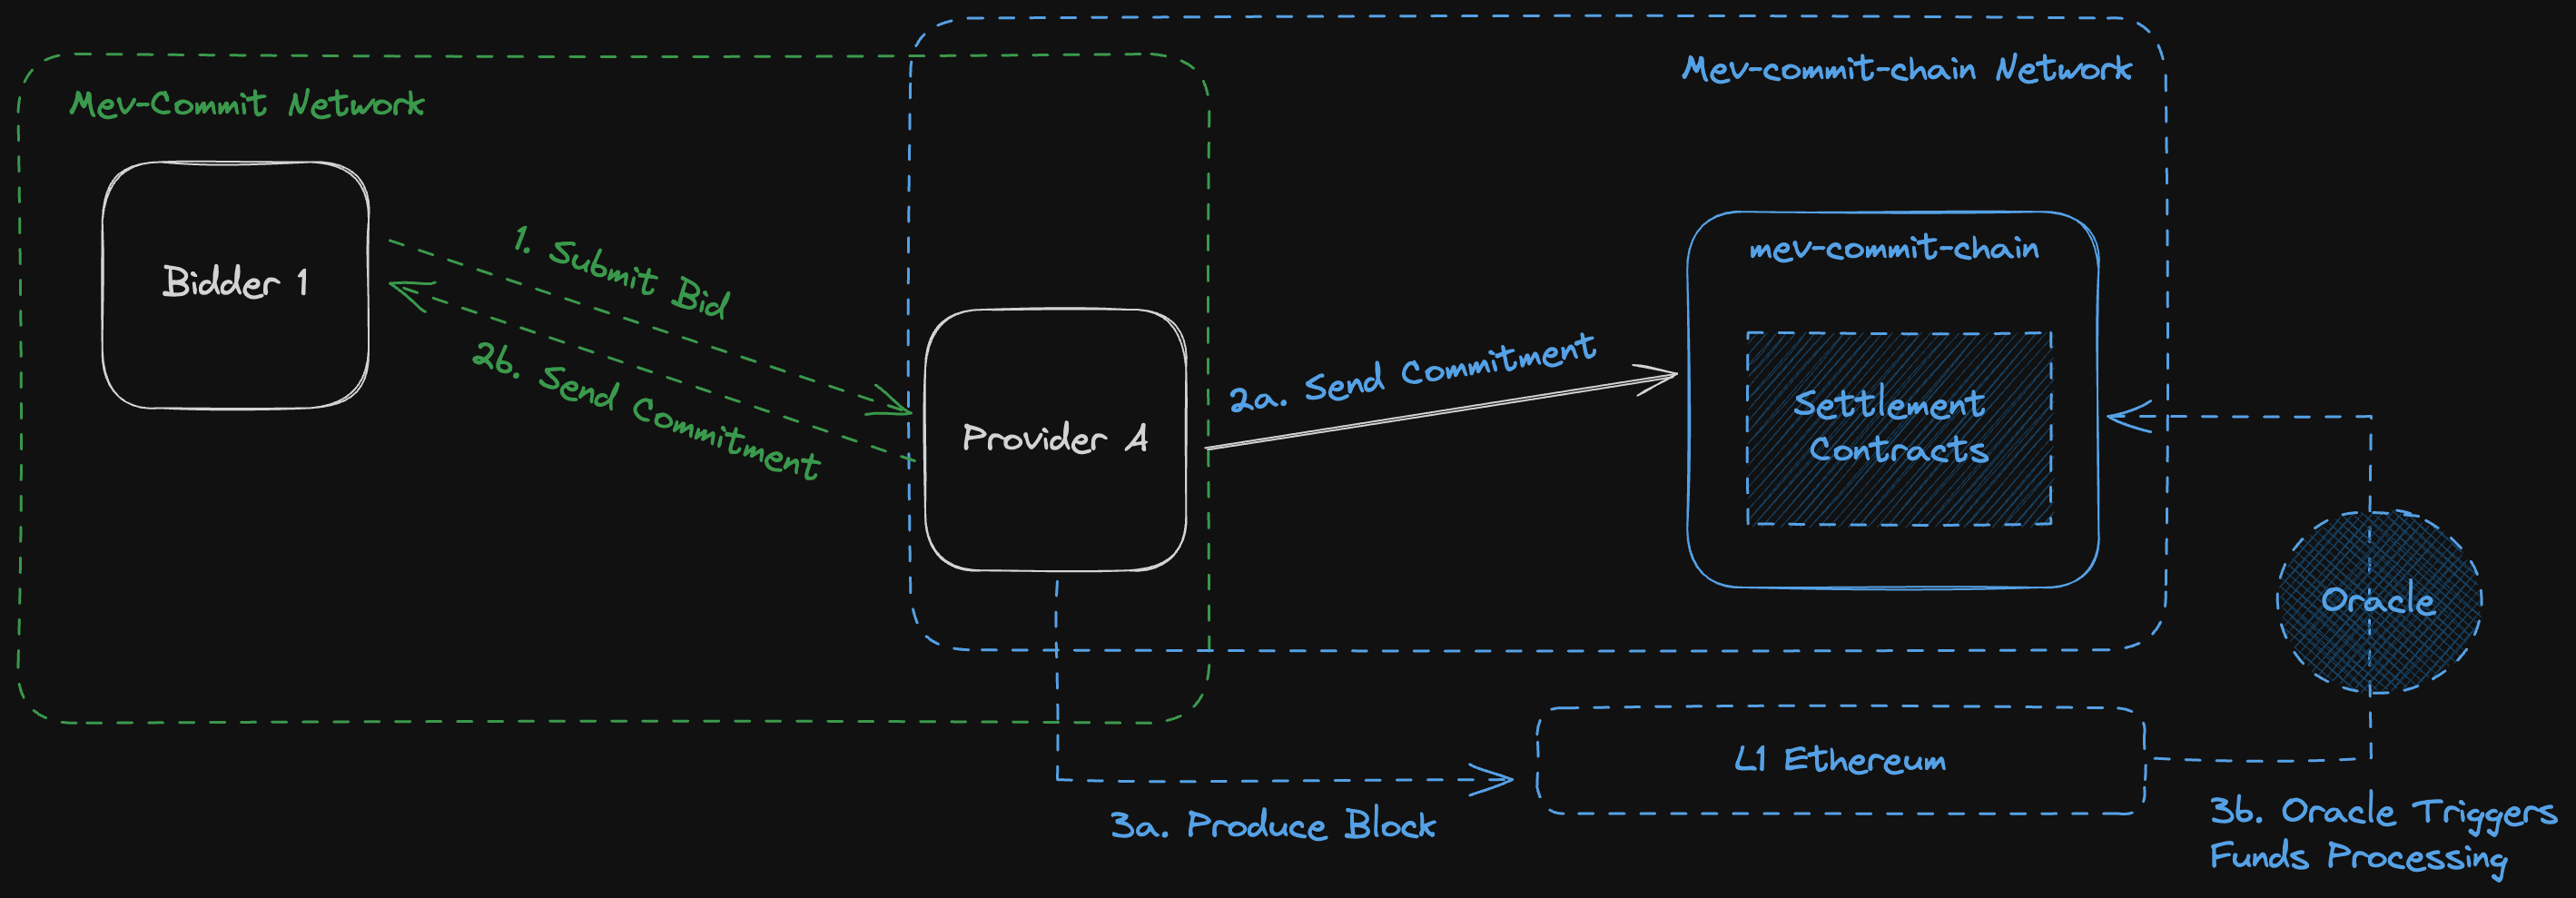 Mev-Commit Network
Mev-commit-chain Network
Bidder 1
1. Submit Bid
2b. Send Commitment
Provider A
2a. Send Commitment
mev-commit-chain
Settlement
Contracts
Oracle
L1 Ethereum
3a. Produce Block
3b. Oracle Triggers
Funds Processing